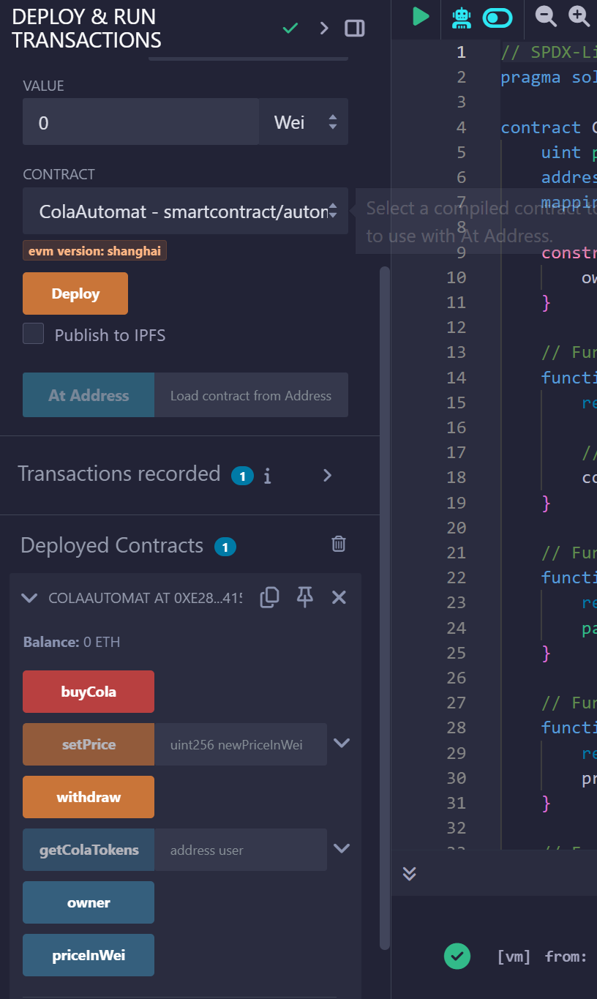 DEPLOY & RUN
TRANSACTIONS
VALUE
0
Wei
CONTRACT
ColaAutomat - smartcontract/autor
evm version: shanghai
Deploy
Publish to IPFS
At Address
Load contract from Address
Transactions recorded 1 i
Deployed Contracts 1
COLAAUTOMAT AT 0XE28...415
Balance: 0 ETH
buyCola
setPrice
uint256 newPriceInWei
withdraw
getColaTokens
address user
owner
priceInWei
Select a compiled contract to
to use with At Address.
1 // SPDX-Li
2 pragma sol
3
4 contract C
5 uint p
6 addres
7 mappin
8
9 constr
10 ow
11 }
12
13 // Fun
14 functi
15 re
16
17 //
18 co
19 }
20
21 // Fun
22 functi
23 re
24 pa
25 }
26
27 // Fun
28 functi
29 re
30 pr
31 }
32
[vm] from: